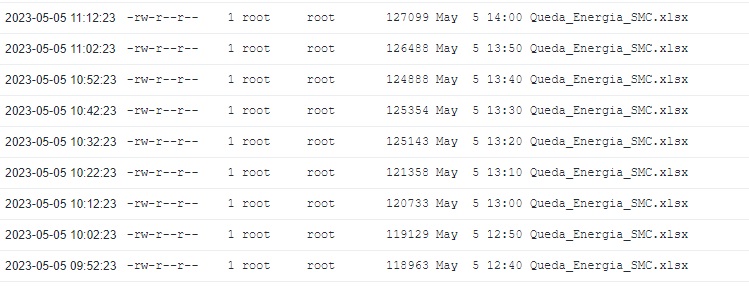 2023-05-05 11:12:23 -rw-r--r-- 1 root root 127099 May 5 14:00 Queda_Energia_SMC.xlsx
2023-05-05 11:02:23 -rw-r--r-- 1 root root 126488 May 5 13:50 Queda_Energia_SMC.xlsx
2023-05-05 10:52:23 -rw-r--r-- 1 root root 124888 May 5 13:40 Queda_Energia_SMC.xlsx
2023-05-05 10:42:23 -rw-r--r-- 1 root root 125354 May 5 13:30 Queda_Energia_SMC.xlsx
2023-05-05 10:32:23 -rw-r--r-- 1 root root 125143 May 5 13:20 Queda_Energia_SMC.xlsx
2023-05-05 10:22:23 -rw-r--r-- 1 root root 121358 May 5 13:10 Queda_Energia_SMC.xlsx
2023-05-05 10:12:23 -rw-r--r-- 1 root root 120733 May 5 13:00 Queda_Energia_SMC.xlsx
2023-05-05 10:02:23 -rw-r--r-- 1 root root 119129 May 5 12:50 Queda_Energia_SMC.xlsx
2023-05-05 09:52:23 -rw-r--r-- 1 root root 118963 May 5 12:40 Queda_Energia_SMC.xlsx